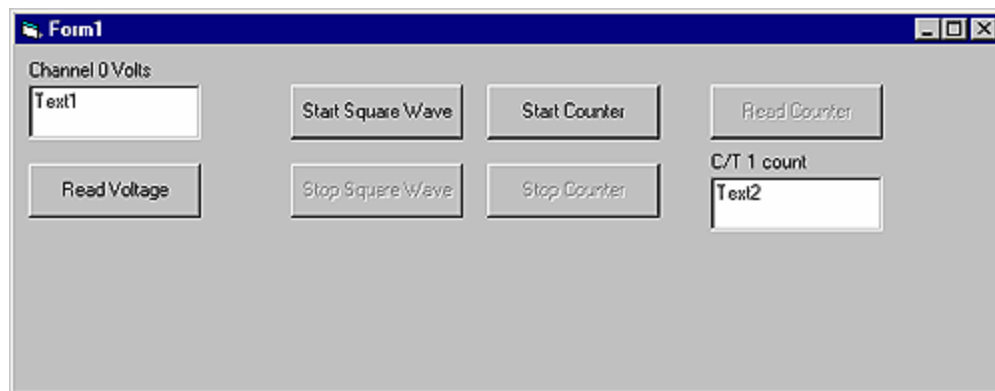 Form1
Channel 0 Volts
Text1
Start Square Wave
Start Counter
Read Counter
Read Voltage
Stop Square Wave
Stop Counter
C/T 1 count
Text2